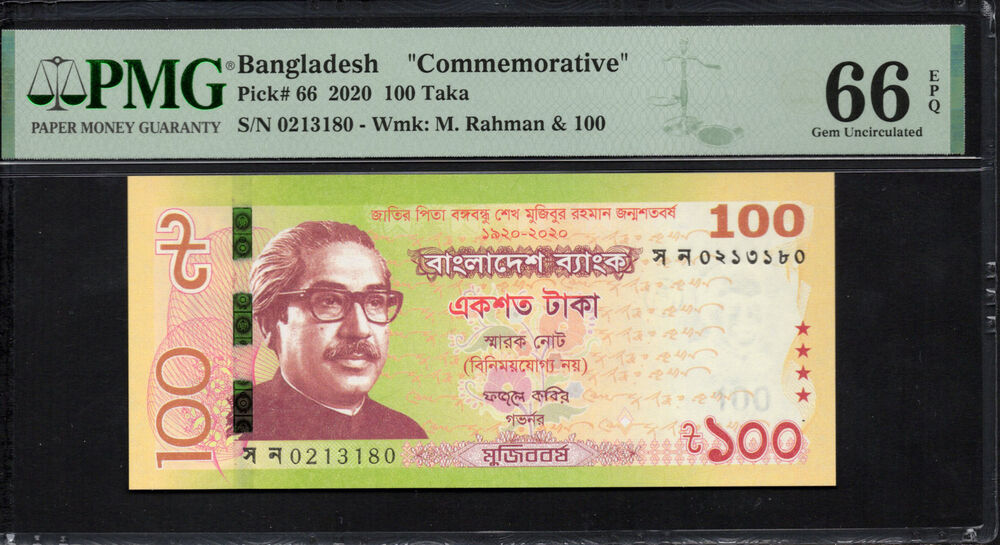 PMG®
PAPER MONEY GUARANTY
Bangladesh "Commemorative"
Pick# 66 2020 100 Taka
S/N 0213180 - Wmk: M. Rahman & 100
66 EPQ
Gem Uncirculated
জাতির পিতা বঙ্গবন্ধু শেখ মুজিবুর রহমান জন্মশতবর্ষ
১৯২০-২০২০
100
৳
বাংলাদেশ ব্যাংক
স ন ০২১৩১৮০
একশত টাকা
স্মারক নোট
(বিনিময়যোগ্য নয়)
ফজলে কবির
গভর্নর
100
স ন 0213180
মুজিববর্ষ
৳১০০